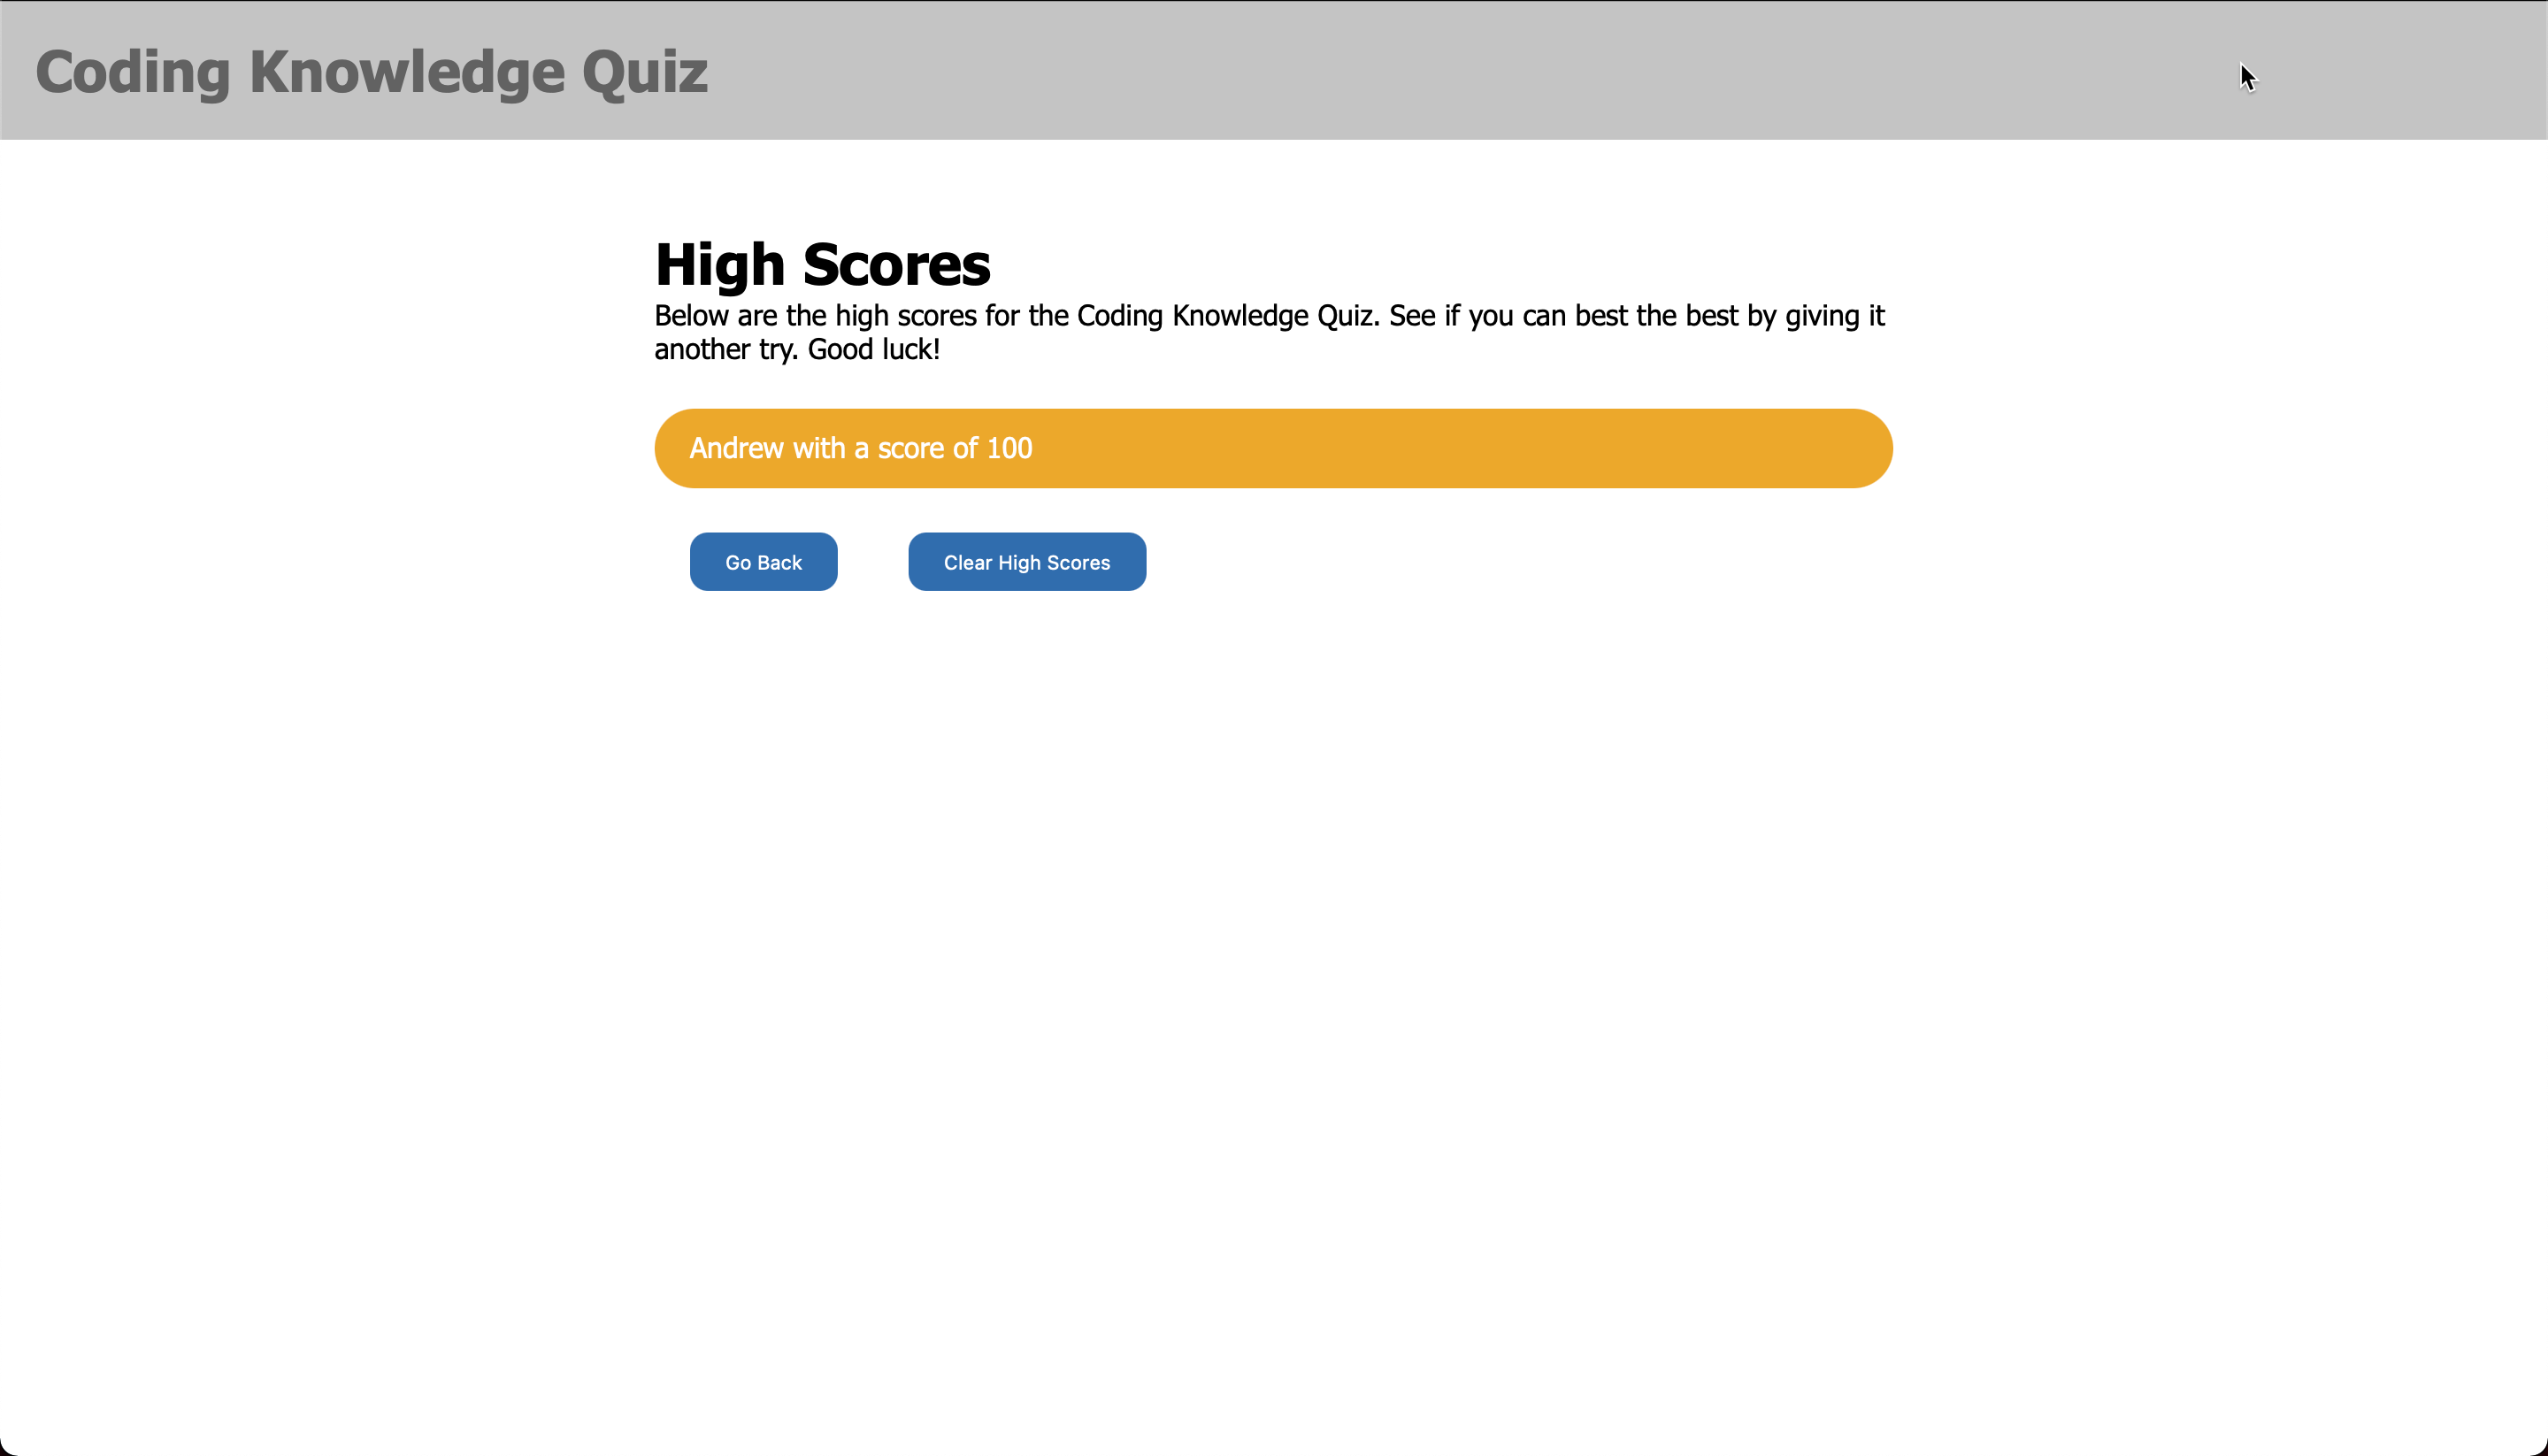 Coding Knowledge Quiz
High Scores
Below are the high scores for the Coding Knowledge Quiz. See if you can best the best by giving it
another try. Good luck!
Andrew with a score of 100
Go Back
Clear High Scores